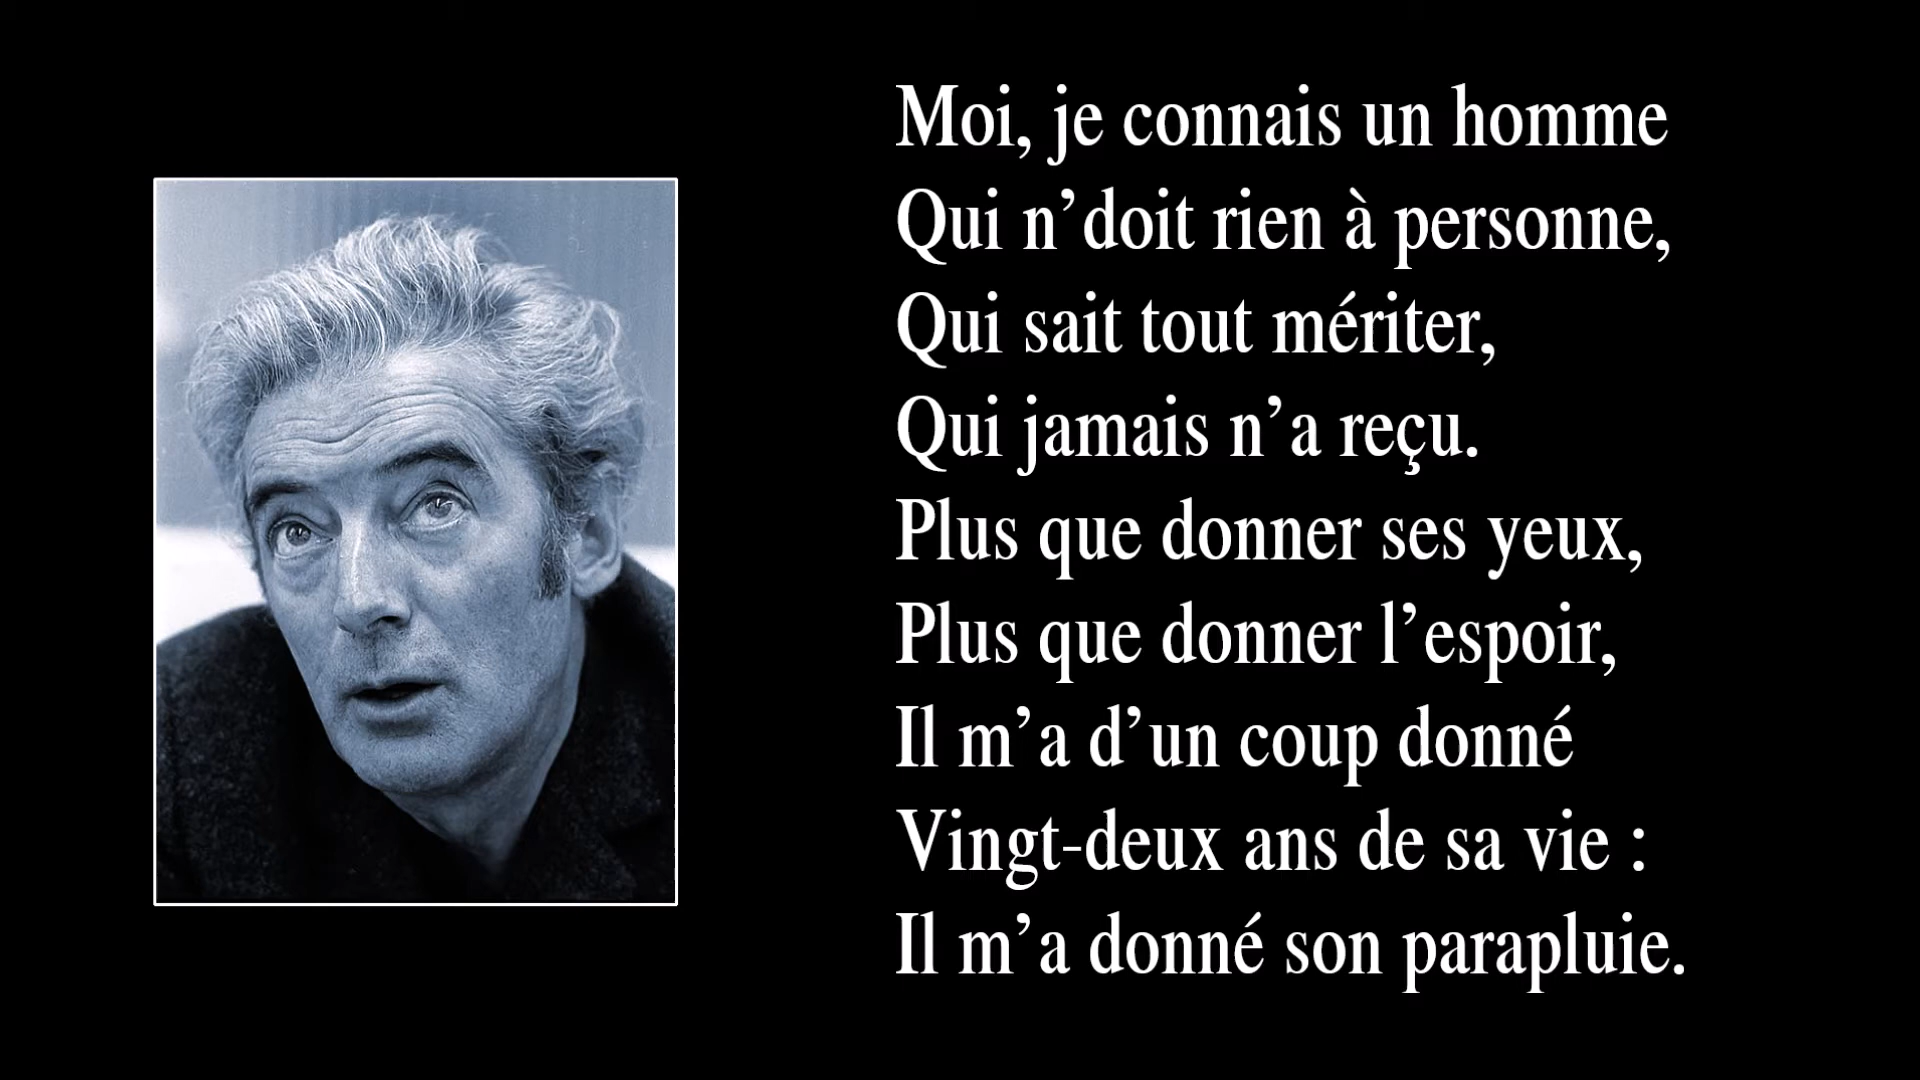 Moi, je connais un homme
Qui n’doit rien à personne,
Qui sait tout mériter,
Qui jamais n’a reçu.
Plus que donner ses yeux,
Plus que donner l’espoir,
Il m’a d’un coup donné
Vingt-deux ans de sa vie :
Il m’a donné son parapluie.